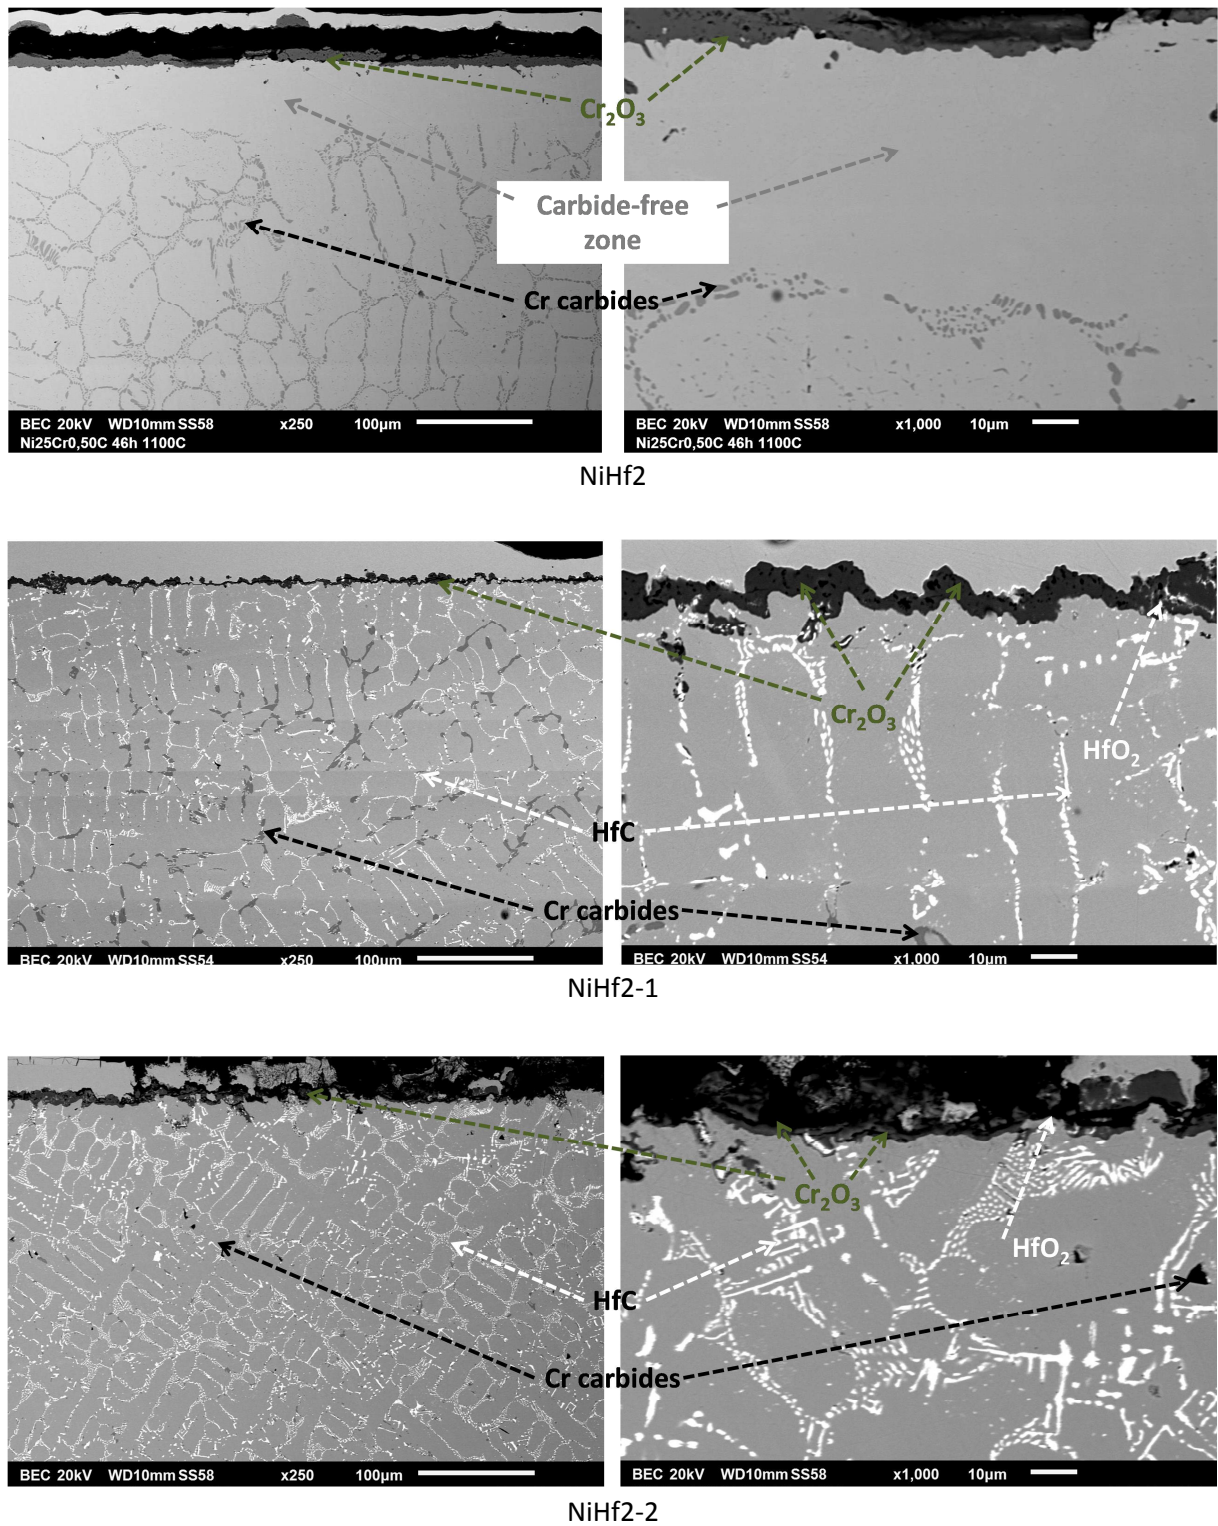 Cr2O3
Carbide-free
zone
Cr carbides
BEC 20kV WD10mm SS58 x250 100µm
Ni25Cr0,50C 46h 1100C
BEC 20kV WD10mm SS58 x1,000 10µm
Ni25Cr0,50C 46h 1100C
NiHf2
Cr2O3
HfO2
HfC
Cr carbides
BEC 20kV WD10mm SS54 x250 100µm
BEC 20kV WD10mm SS54 x1,000 10µm
NiHf2-1
Cr2O3
HfO2
HfC
Cr carbides
BEC 20kV WD10mm SS58 x250 100µm
BEC 20kV WD10mm SS58 x1,000 10µm
NiHf2-2